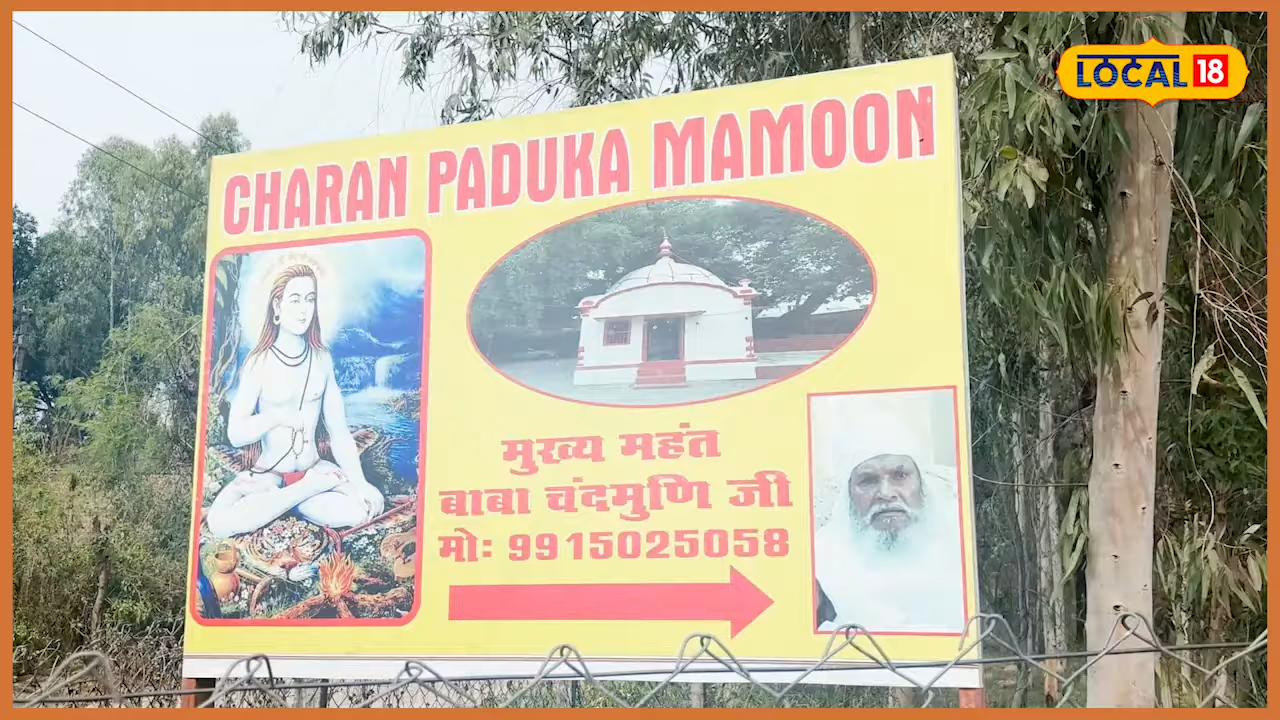 LOCAL 18
CHARAN PADUKA MAMOON
मुख्य महंत
बाबा चंदमुणि जी
मो: 9915025058